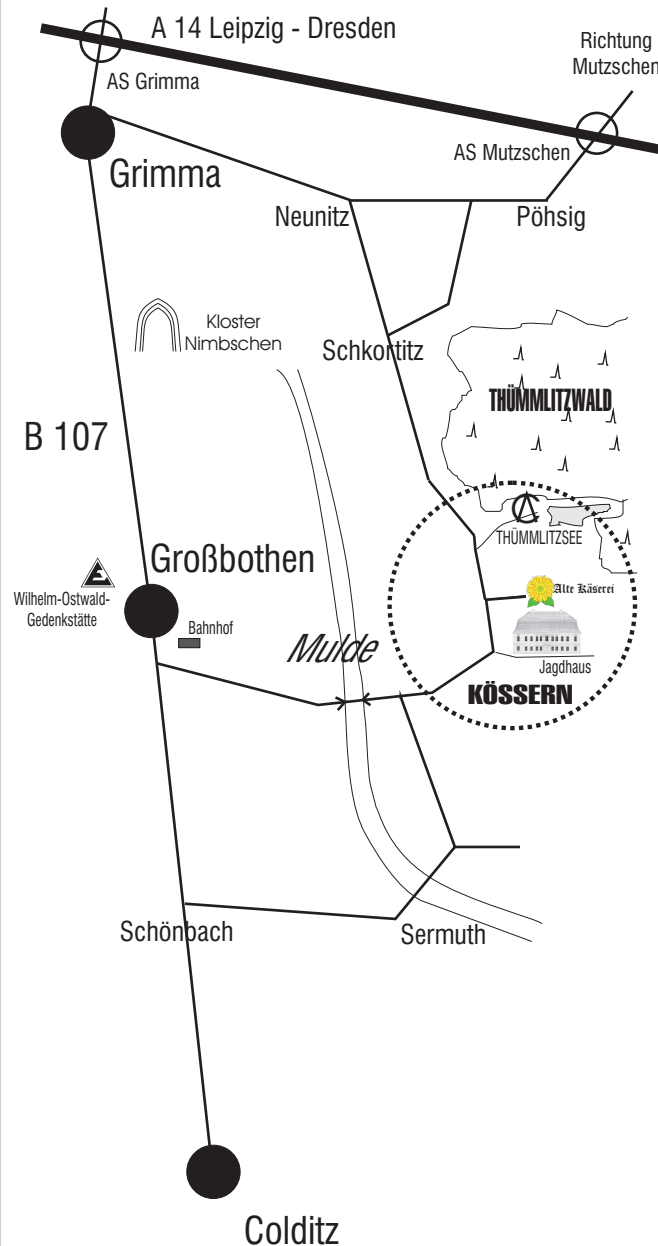 A 14 Leipzig - Dresden
Richtung
Mutzschen
AS Grimma
AS Mutzschen
Grimma
Neunitz
Pöhsig
Kloster
Nimbschen
Schkortitz
THÜMMLITZWALD
B 107
THÜMMLITZSEE
Großbothen
Wilhelm-Ostwald-
Gedenkstätte
E
Alte Käserei
Bahnhof
Mulde
Jagdhaus
KÖSSERN
Schönbach
Sermuth
Colditz